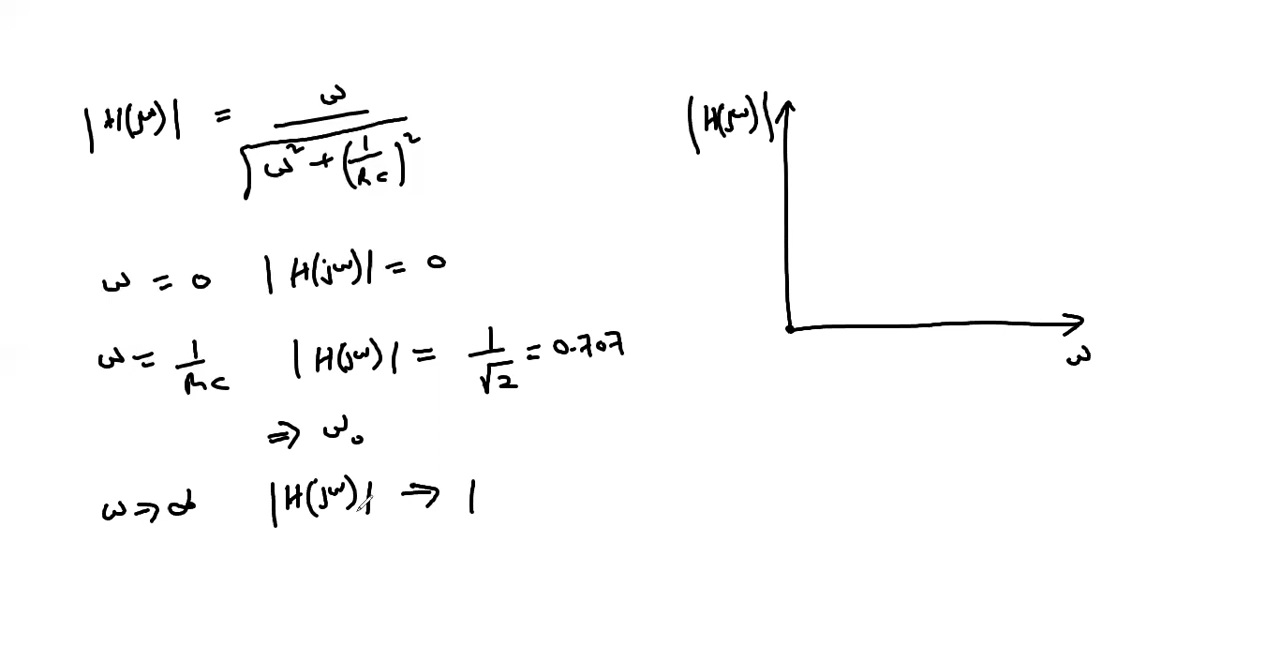 |H(jω)| = ω / √(ω² + (1/RC)²)
ω = 0 |H(jω)| = 0
ω = 1/RC |H(jω)| = 1/√2 = 0.707
⇒ ω₀
ω ⇒ ∞ |H(jω)| ⇒ 1
|H(jω)|
ω